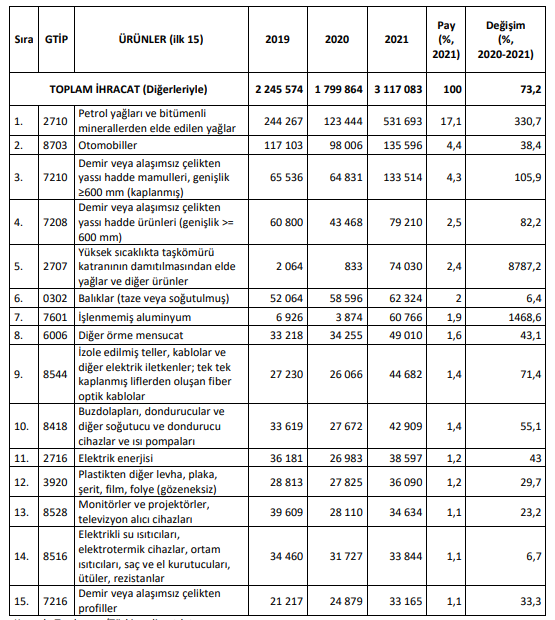 Sıra GTİP ÜRÜNLER (ilk 15) 2019 2020 2021 Pay (%, 2021) Değişim (%, 2020-2021)
TOPLAM İHRACAT (Diğerleriyle) 2 245 574 1 799 864 3 117 083 100 73,2
1. 2710 Petrol yağları ve bitümenli
minerallerden elde edilen yağlar 244 267 123 444 531 693 17,1 330,7
2. 8703 Otomobiller 117 103 98 006 135 596 4,4 38,4
3. 7210 Demir veya alaşımsız çelikten
yassı hadde mamulleri, genişlik
≥600 mm (kaplanmış) 65 536 64 831 133 514 4,3 105,9
4. 7208 Demir veya alaşımsız çelikten
yassı hadde ürünleri (genişlik >=
600 mm) 60 800 43 468 79 210 2,5 82,2
5. 2707 Yüksek sıcaklıkta taşkömürü
katranının damıtılmasından elde
yağlar ve diğer ürünler 2 064 833 74 030 2,4 8787,2
6. 0302 Balıklar (taze veya soğutulmuş) 52 064 58 596 62 324 2 6,4
7. 7601 İşlenmemiş aluminyum 6 926 3 874 60 766 1,9 1468,6
8. 6006 Diğer örme mensucat 33 218 34 255 49 010 1,6 43,1
9. 8544 İzole edilmiş teller, kablolar ve
diğer elektrik iletkenler; tek tek
kaplanmış liflerden oluşan fiber
optik kablolar 27 230 26 066 44 682 1,4 71,4
10. 8418 Buzdolapları, dondurucular ve
diğer soğutucu ve dondurucu
cihazlar ve ısı pompaları 33 619 27 672 42 909 1,4 55,1
11. 2716 Elektrik enerjisi 36 181 26 983 38 597 1,2 43
12. 3920 Plastikten diğer levha, plaka,
şerit, film, folye (gözeneksiz) 28 813 27 825 36 090 1,2 29,7
13. 8528 Monitörler ve projektörler,
televizyon alıcı cihazları 39 609 28 110 34 634 1,1 23,2
14. 8516 Elektrikli su ısıtıcıları,
elektrotermik cihazlar, ortam
ısıtıcıları, saç ve el kurutucuları,
ütüler, rezistanlar 34 460 31 727 33 844 1,1 6,7
15. 7216 Demir veya alaşımsız çelikten
profiller 21 217 24 879 33 165 1,1 33,3